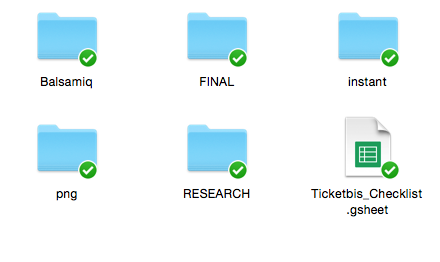 Balsamiq
FINAL
instant
png
RESEARCH
Ticketbis_Checklist
.gsheet